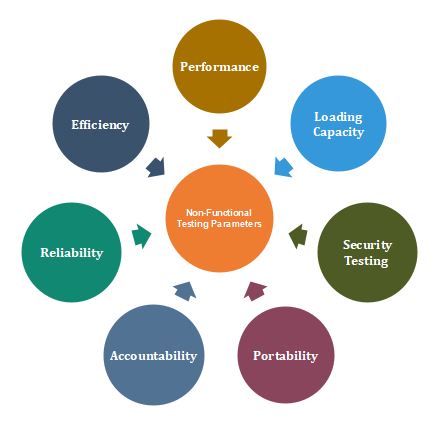 Performance
Efficiency
Loading
Capacity
Non-Functional
Testing Parameters
Reliability
Security
Testing
Accountability
Portability